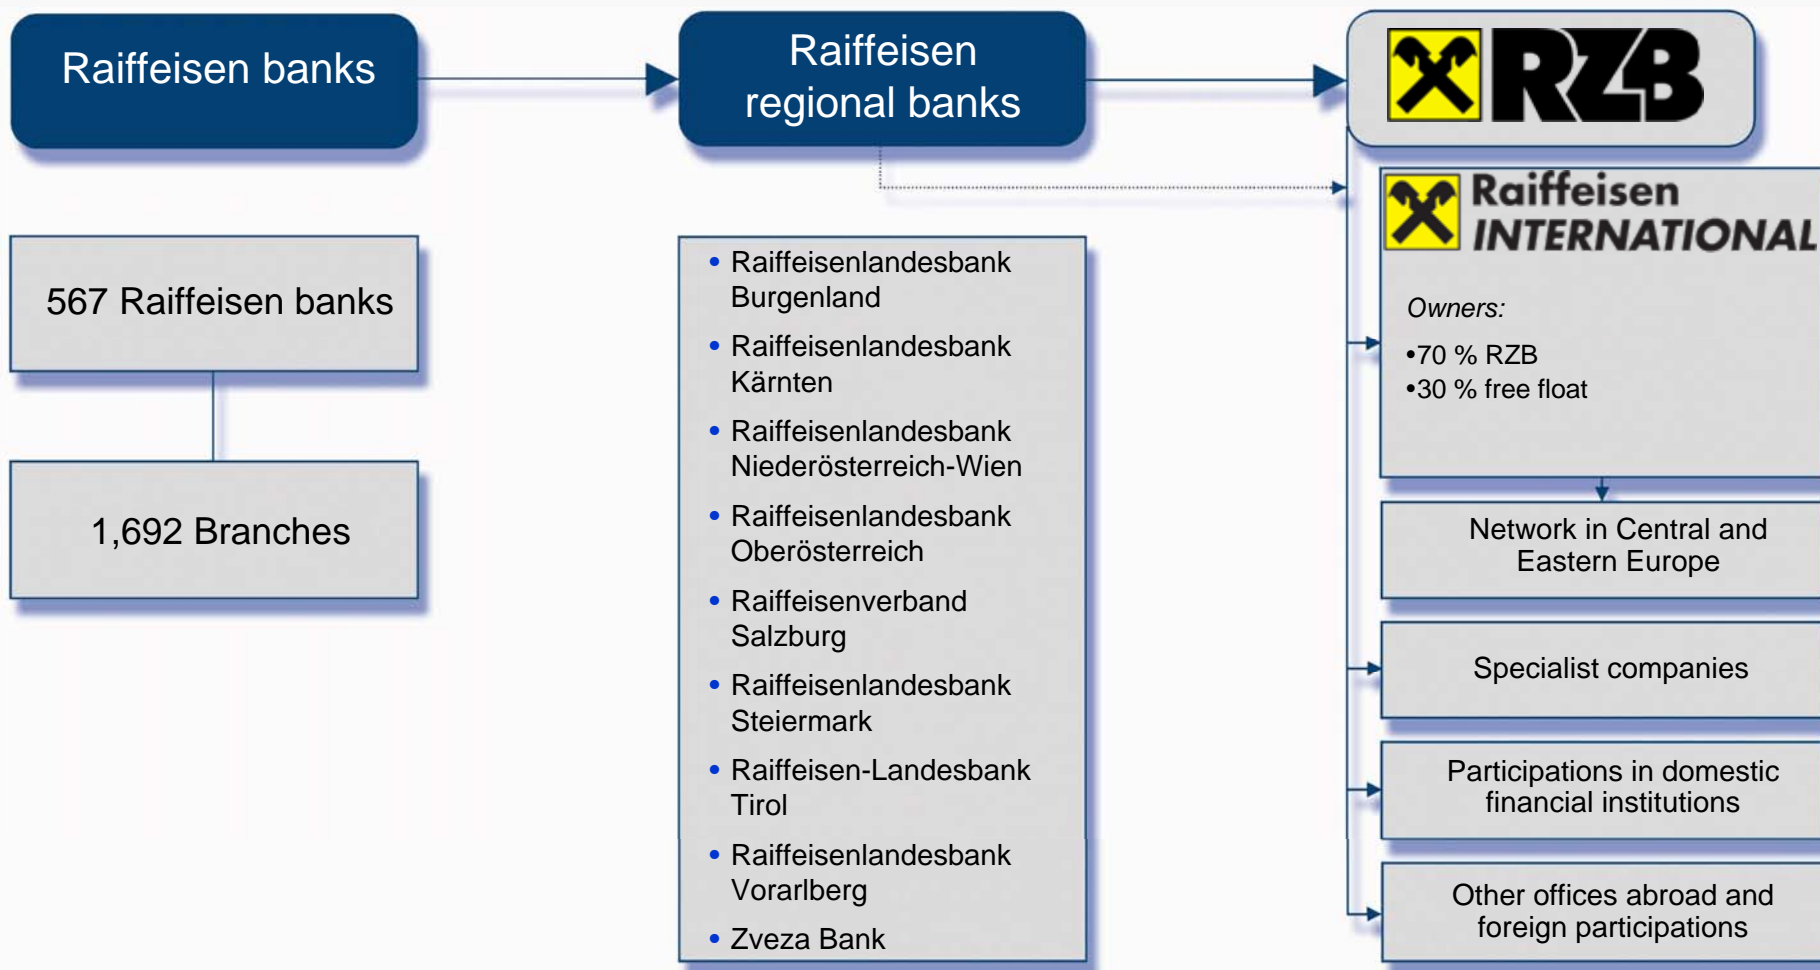 Raiffeisen banks
567 Raiffeisen banks
1,692 Branches
Raiffeisen
regional banks
• Raiffeisenlandesbank
Burgenland
• Raiffeisenlandesbank
Kärnten
• Raiffeisenlandesbank
Niederösterreich-Wien
• Raiffeisenlandesbank
Oberösterreich
• Raiffeisenverband
Salzburg
• Raiffeisenlandesbank
Steiermark
• Raiffeisen-Landesbank
Tirol
• Raiffeisenlandesbank
Vorarlberg
• Zveza Bank
RZB
Raiffeisen
INTERNATIONAL
Owners:
•70 % RZB
•30 % free float
Network in Central and
Eastern Europe
Specialist companies
Participations in domestic
financial institutions
Other offices abroad and
foreign participations